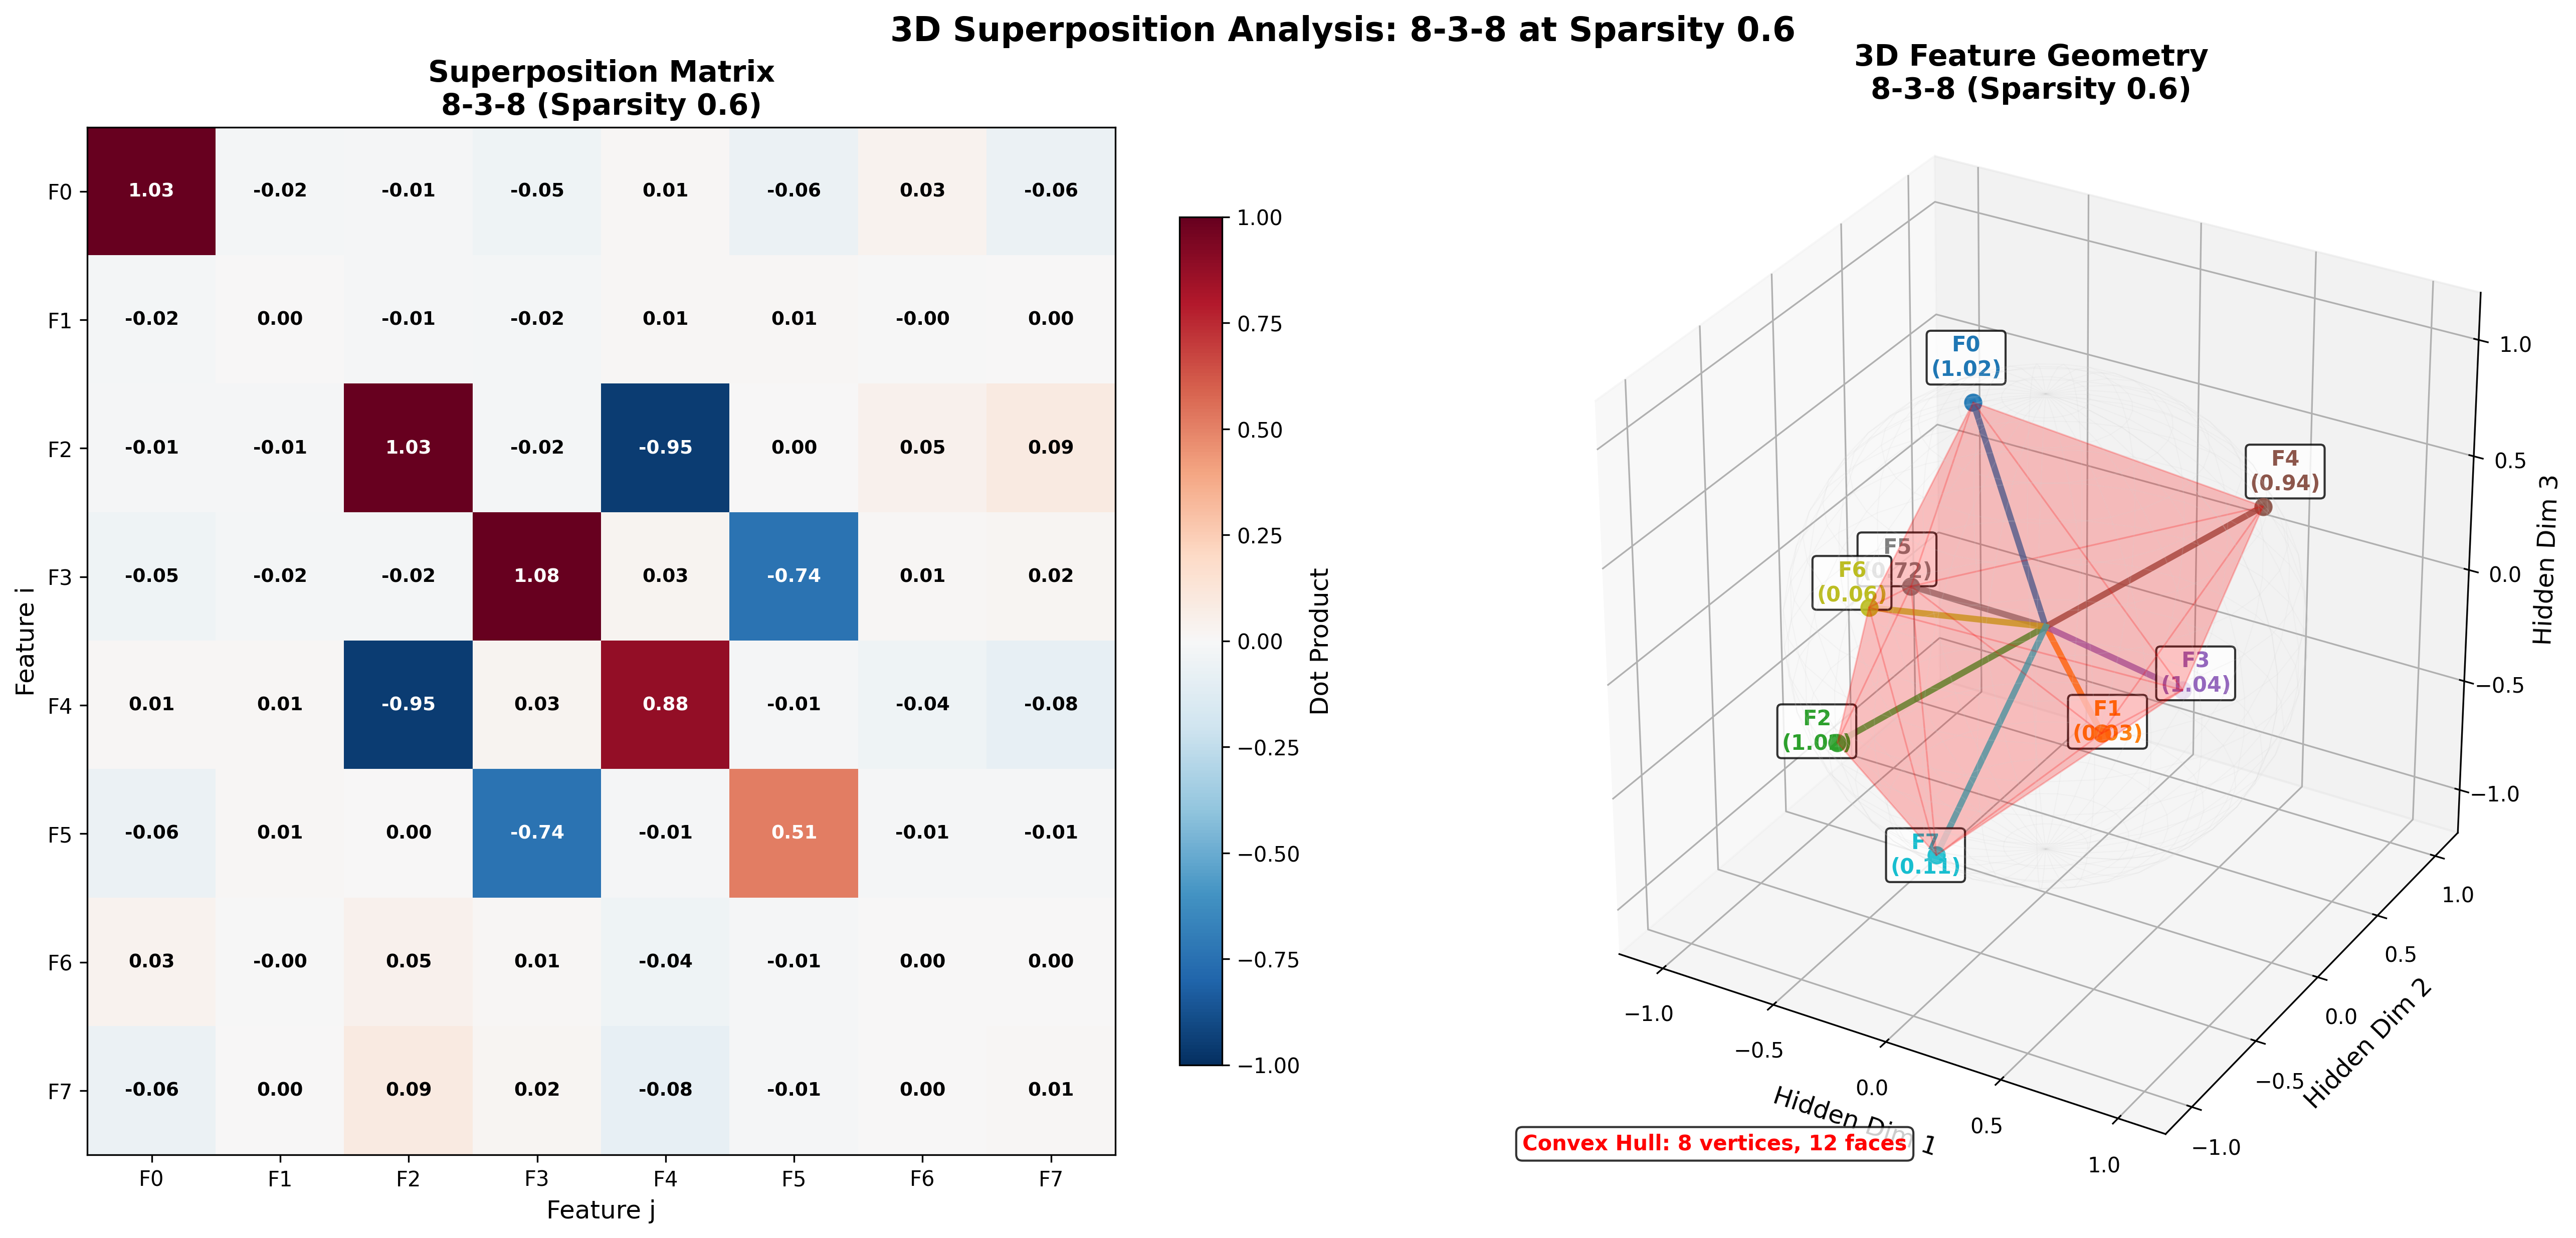 3D Superposition Analysis: 8-3-8 at Sparsity 0.6
Superposition Matrix
8-3-8 (Sparsity 0.6)
F0 1.03 -0.02 -0.01 -0.05 0.01 -0.06 0.03 -0.06
F1 -0.02 0.00 -0.01 -0.02 0.01 0.01 -0.00 0.00
F2 -0.01 -0.01 1.03 -0.02 -0.95 0.00 0.05 0.09
F3 -0.05 -0.02 -0.02 1.08 0.03 -0.74 0.01 0.02
F4 0.01 0.01 -0.95 0.03 0.88 -0.01 -0.04 -0.08
F5 -0.06 0.01 0.00 -0.74 -0.01 0.51 -0.01 -0.01
F6 0.03 -0.00 0.05 0.01 -0.04 -0.01 0.00 0.00
F7 -0.06 0.00 0.09 0.02 -0.08 -0.01 0.00 0.01
F0 F1 F2 F3 F4 F5 F6 F7
Feature i
Feature j
1.00
0.75
0.50
0.25
0.00
−0.25
−0.50
−0.75
−1.00
Dot Product
3D Feature Geometry
8-3-8 (Sparsity 0.6)
F0
(1.02)
F4
(0.94)
F5
F6
(0.06)
F3
(1.04)
F1
(0.03)
F2
F7
(0.11)
1.0
0.5
0.0
−0.5
−1.0
Hidden Dim 3
1.0
0.5
0.0
−0.5
−1.0
Hidden Dim 2
−1.0
−0.5
0.0
0.5
1.0
Hidden Dim 1
Convex Hull: 8 vertices, 12 faces